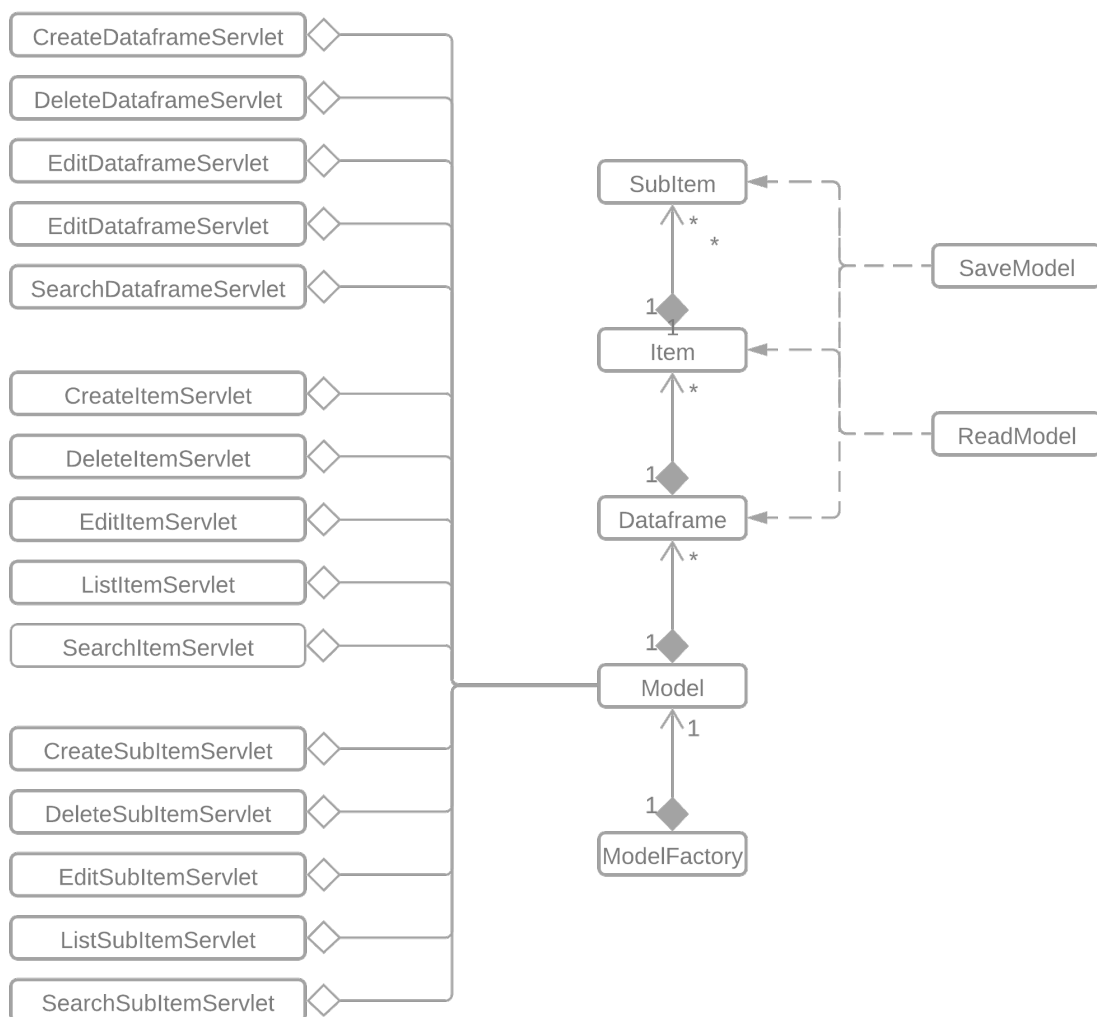 CreateDataframeServlet
DeleteDataframeServlet
EditDataframeServlet
EditDataframeServlet
SearchDataframeServlet
CreateItemServlet
DeleteItemServlet
EditItemServlet
ListItemServlet
SearchItemServlet
CreateSubItemServlet
DeleteSubItemServlet
EditSubItemServlet
ListSubItemServlet
SearchSubItemServlet
SubItem
*
*
1
1
Item
*
1
Dataframe
*
1
Model
1
1
ModelFactory
SaveModel
ReadModel